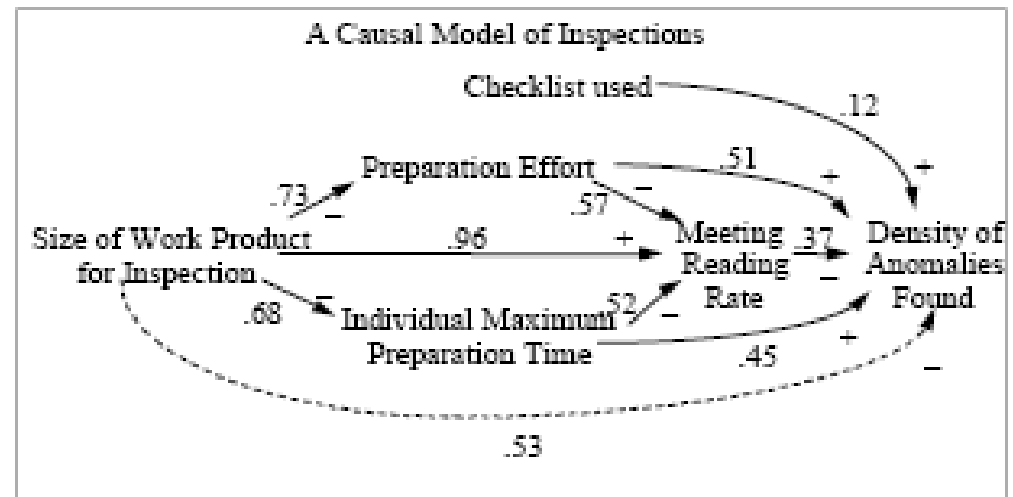 A Causal Model of Inspections
Checklist used
.12
+
Preparation Effort
.51
+
.73
−
−
.57
Size of Work Product
for Inspection
.96
+
Meeting
Reading
Rate
.37
−
Density of
Anomalies
Found
−
.68
.52
−
Individual Maximum
Preparation Time
+
.45
−
.53